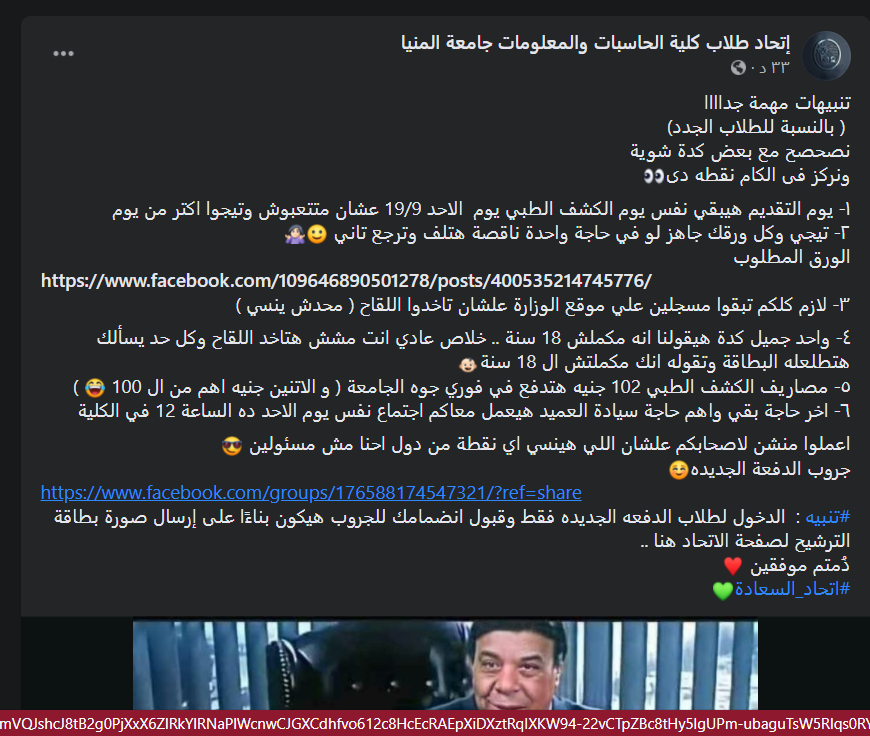 إتحاد طلاب كلية الحاسبات والمعلومات جامعة المنيا
٣٣ د ·
تنبيهات مهمة جداااا
( بالنسبة للطلاب الجدد)
نصحصح مع بعض كدة شوية
ونركز فى الكام نقطه دى👀
١- يوم التقديم هيبقي نفس يوم الكشف الطبي يوم الاحد 19/9 عشان متتعبوش وتيجوا اكتر من يوم
٢- تيجي وكل ورقك جاهز لو في حاجة واحدة ناقصة هتلف وترجع تاني 😉🤷🏻‍♀️
الورق المطلوب
https://www.facebook.com/109646890501278/posts/400535214745776/
٣- لازم كلكم تبقوا مسجلين علي موقع الوزارة علشان تاخدوا اللقاح ( محدش ينسي )
٤- واحد جميل كدة هيقولنا انه مكملش 18 سنة .. خلاص عادي انت مشش هتاخد اللقاح وكل حد يسألك
هتطلعله البطاقة وتقوله انك مكملتش ال 18 سنة 👶🏻
٥- مصاريف الكشف الطبي 102 جنيه هتدفع في فوري جوه الجامعة ( و الاتنين جنيه اهم من ال 100 😂 )
٦- اخر حاجة بقي واهم حاجة سيادة العميد هيعمل معاكم اجتماع نفس يوم الاحد ده الساعة 12 في الكلية
اعملوا منشن لاصحابكم علشان اللي هينسي اي نقطة من دول احنا مش مسئولين 😎
جروب الدفعة الجديده☺️
https://www.facebook.com/groups/176588174547321/?ref=share
#تنبيه : الدخول لطلاب الدفعه الجديده فقط وقبول انضمامك للجروب هيكون بناءًا على إرسال صورة بطاقة
الترشيح لصفحة الاتحاد هنا ..
دُمتم موفقين ❤️
#اتحاد_السعادة💚
mVQJshcJ8tB2g0PjXxX6ZlRkYlRNaPlWcnwCJGXCdhfvo612c8HcEcRAEpXiDXztRqlXKW94-22vCTpZBc8tHy5IgUPm-ubaguTsW5Rlqs0RY